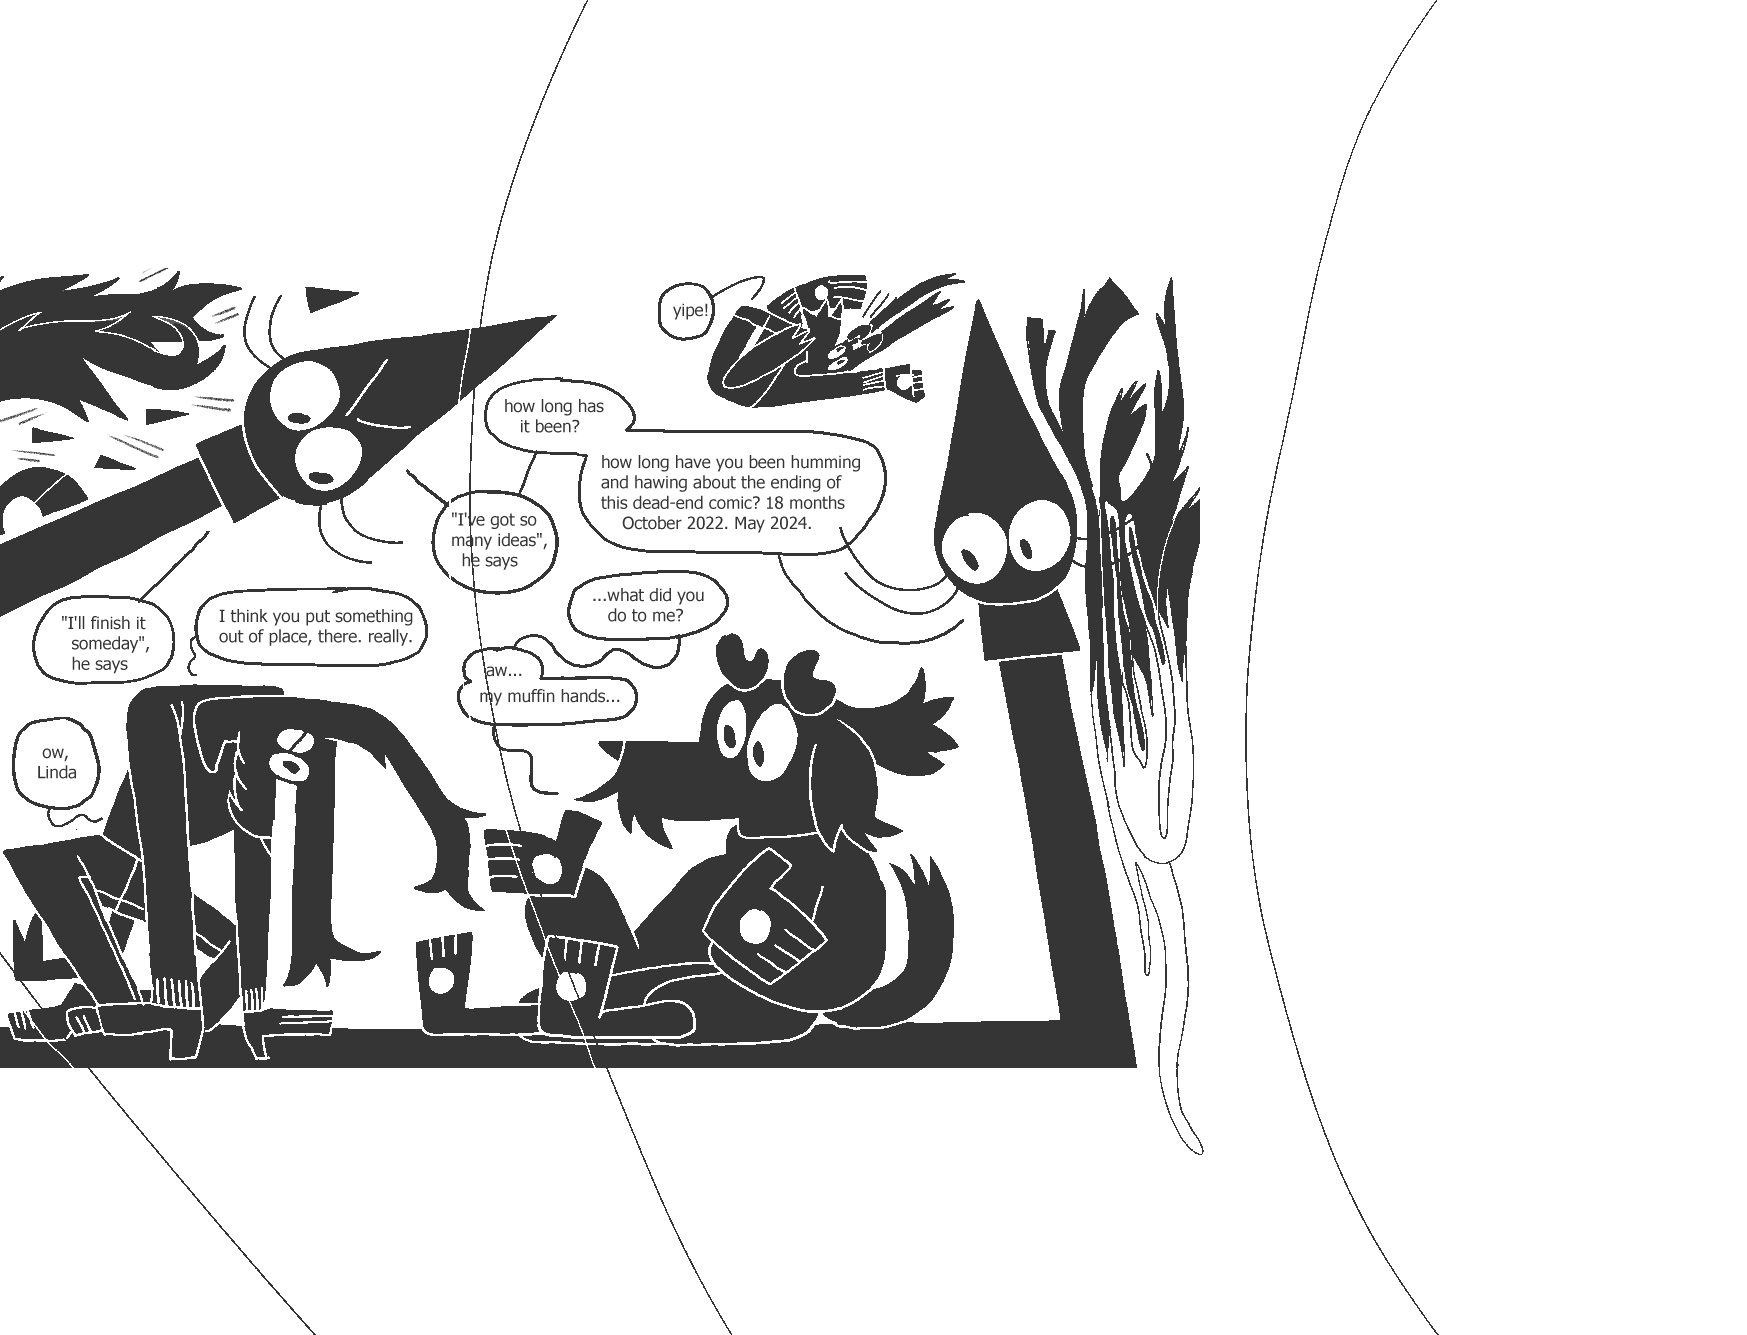 yipe!
how long has
it been?
how long have you been humming
and hawing about the ending of
this dead-end comic? 18 months
October 2022. May 2024.
"I've got so
many ideas",
he says
"I'll finish it
someday",
he says
I think you put something
out of place, there. really.
...what did you
do to me?
aw...
my muffin hands...
ow,
Linda